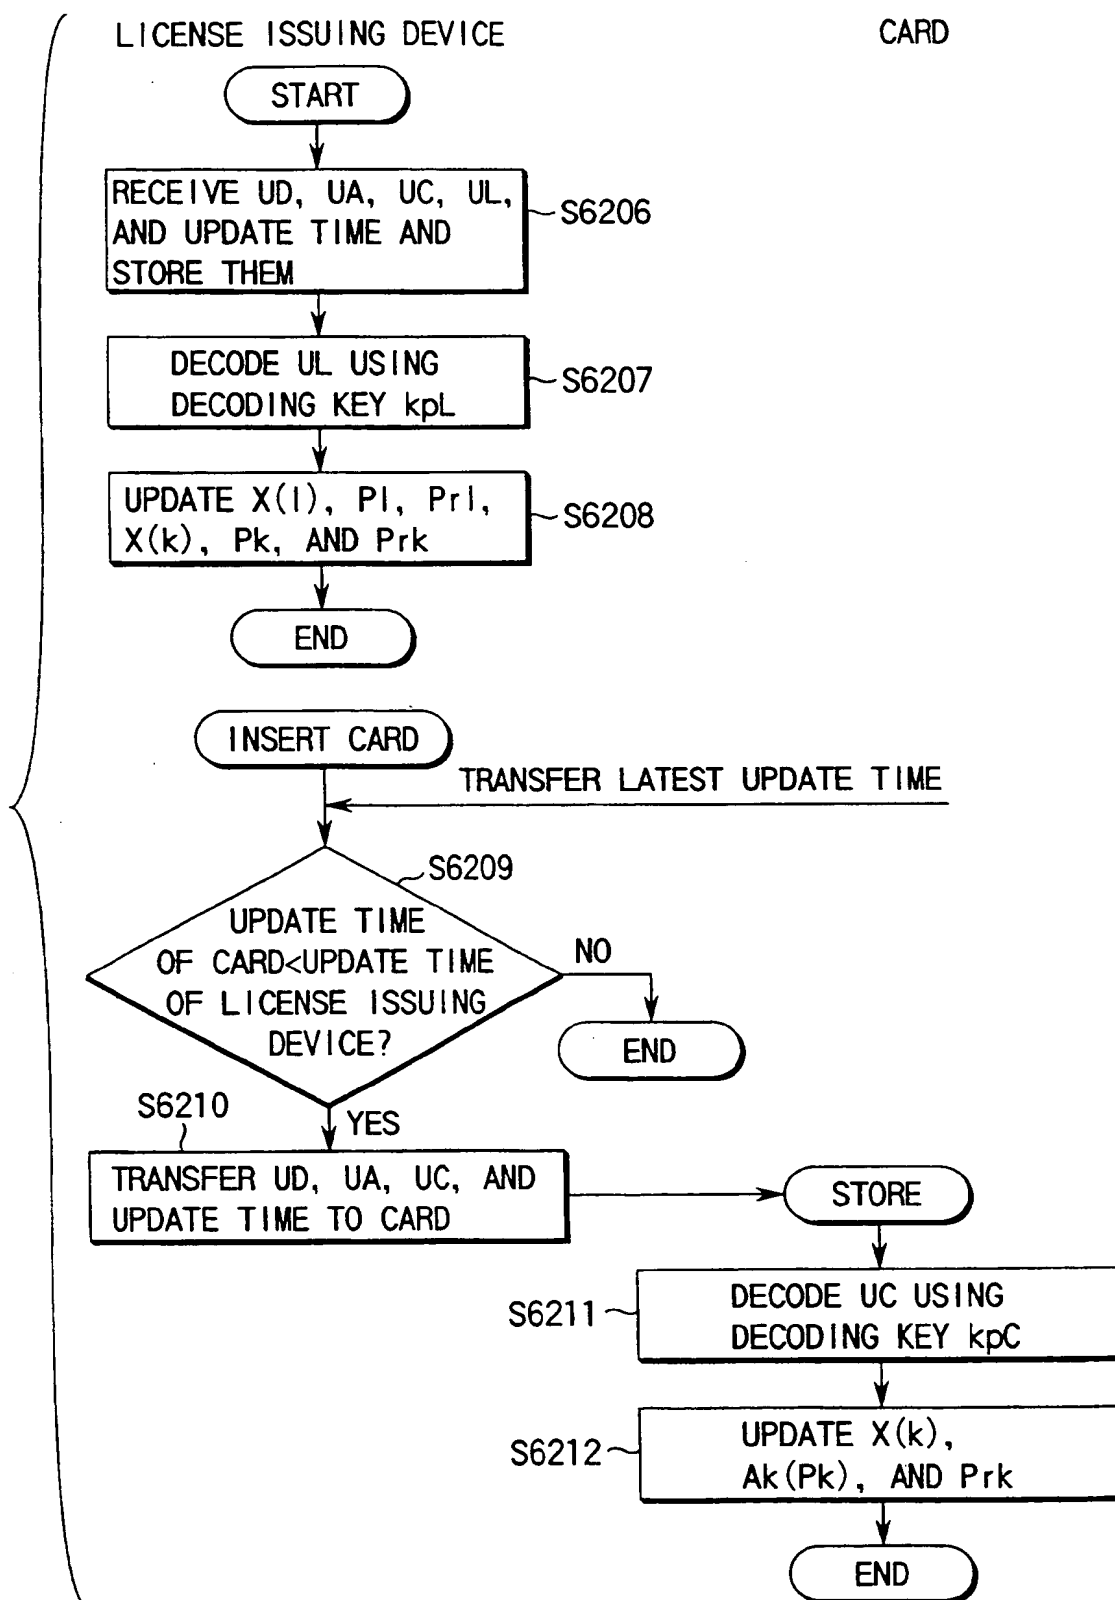 LICENSE ISSUING DEVICE
CARD
START
RECEIVE UD, UA, UC, UL,
AND UPDATE TIME AND
STORE THEM
S6206
DECODE UL USING
DECODING KEY kpL
S6207
UPDATE X(l), Pl, Prl,
X(k), Pk, AND Prk
S6208
END
INSERT CARD
TRANSFER LATEST UPDATE TIME
S6209
UPDATE TIME
OF CARD<UPDATE TIME
OF LICENSE ISSUING
DEVICE?
NO
END
YES
S6210
TRANSFER UD, UA, UC, AND
UPDATE TIME TO CARD
STORE
S6211
DECODE UC USING
DECODING KEY kpC
S6212
UPDATE X(k),
Ak(Pk), AND Prk
END